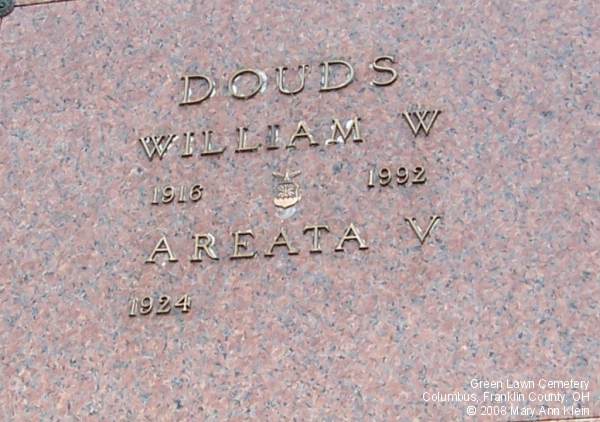 DOUDS
WILLIAM W
1916 1992
AREATA V
1924
Green Lawn Cemetery
Columbus, Franklin County, OH
© 2008 Mary Ann Klein